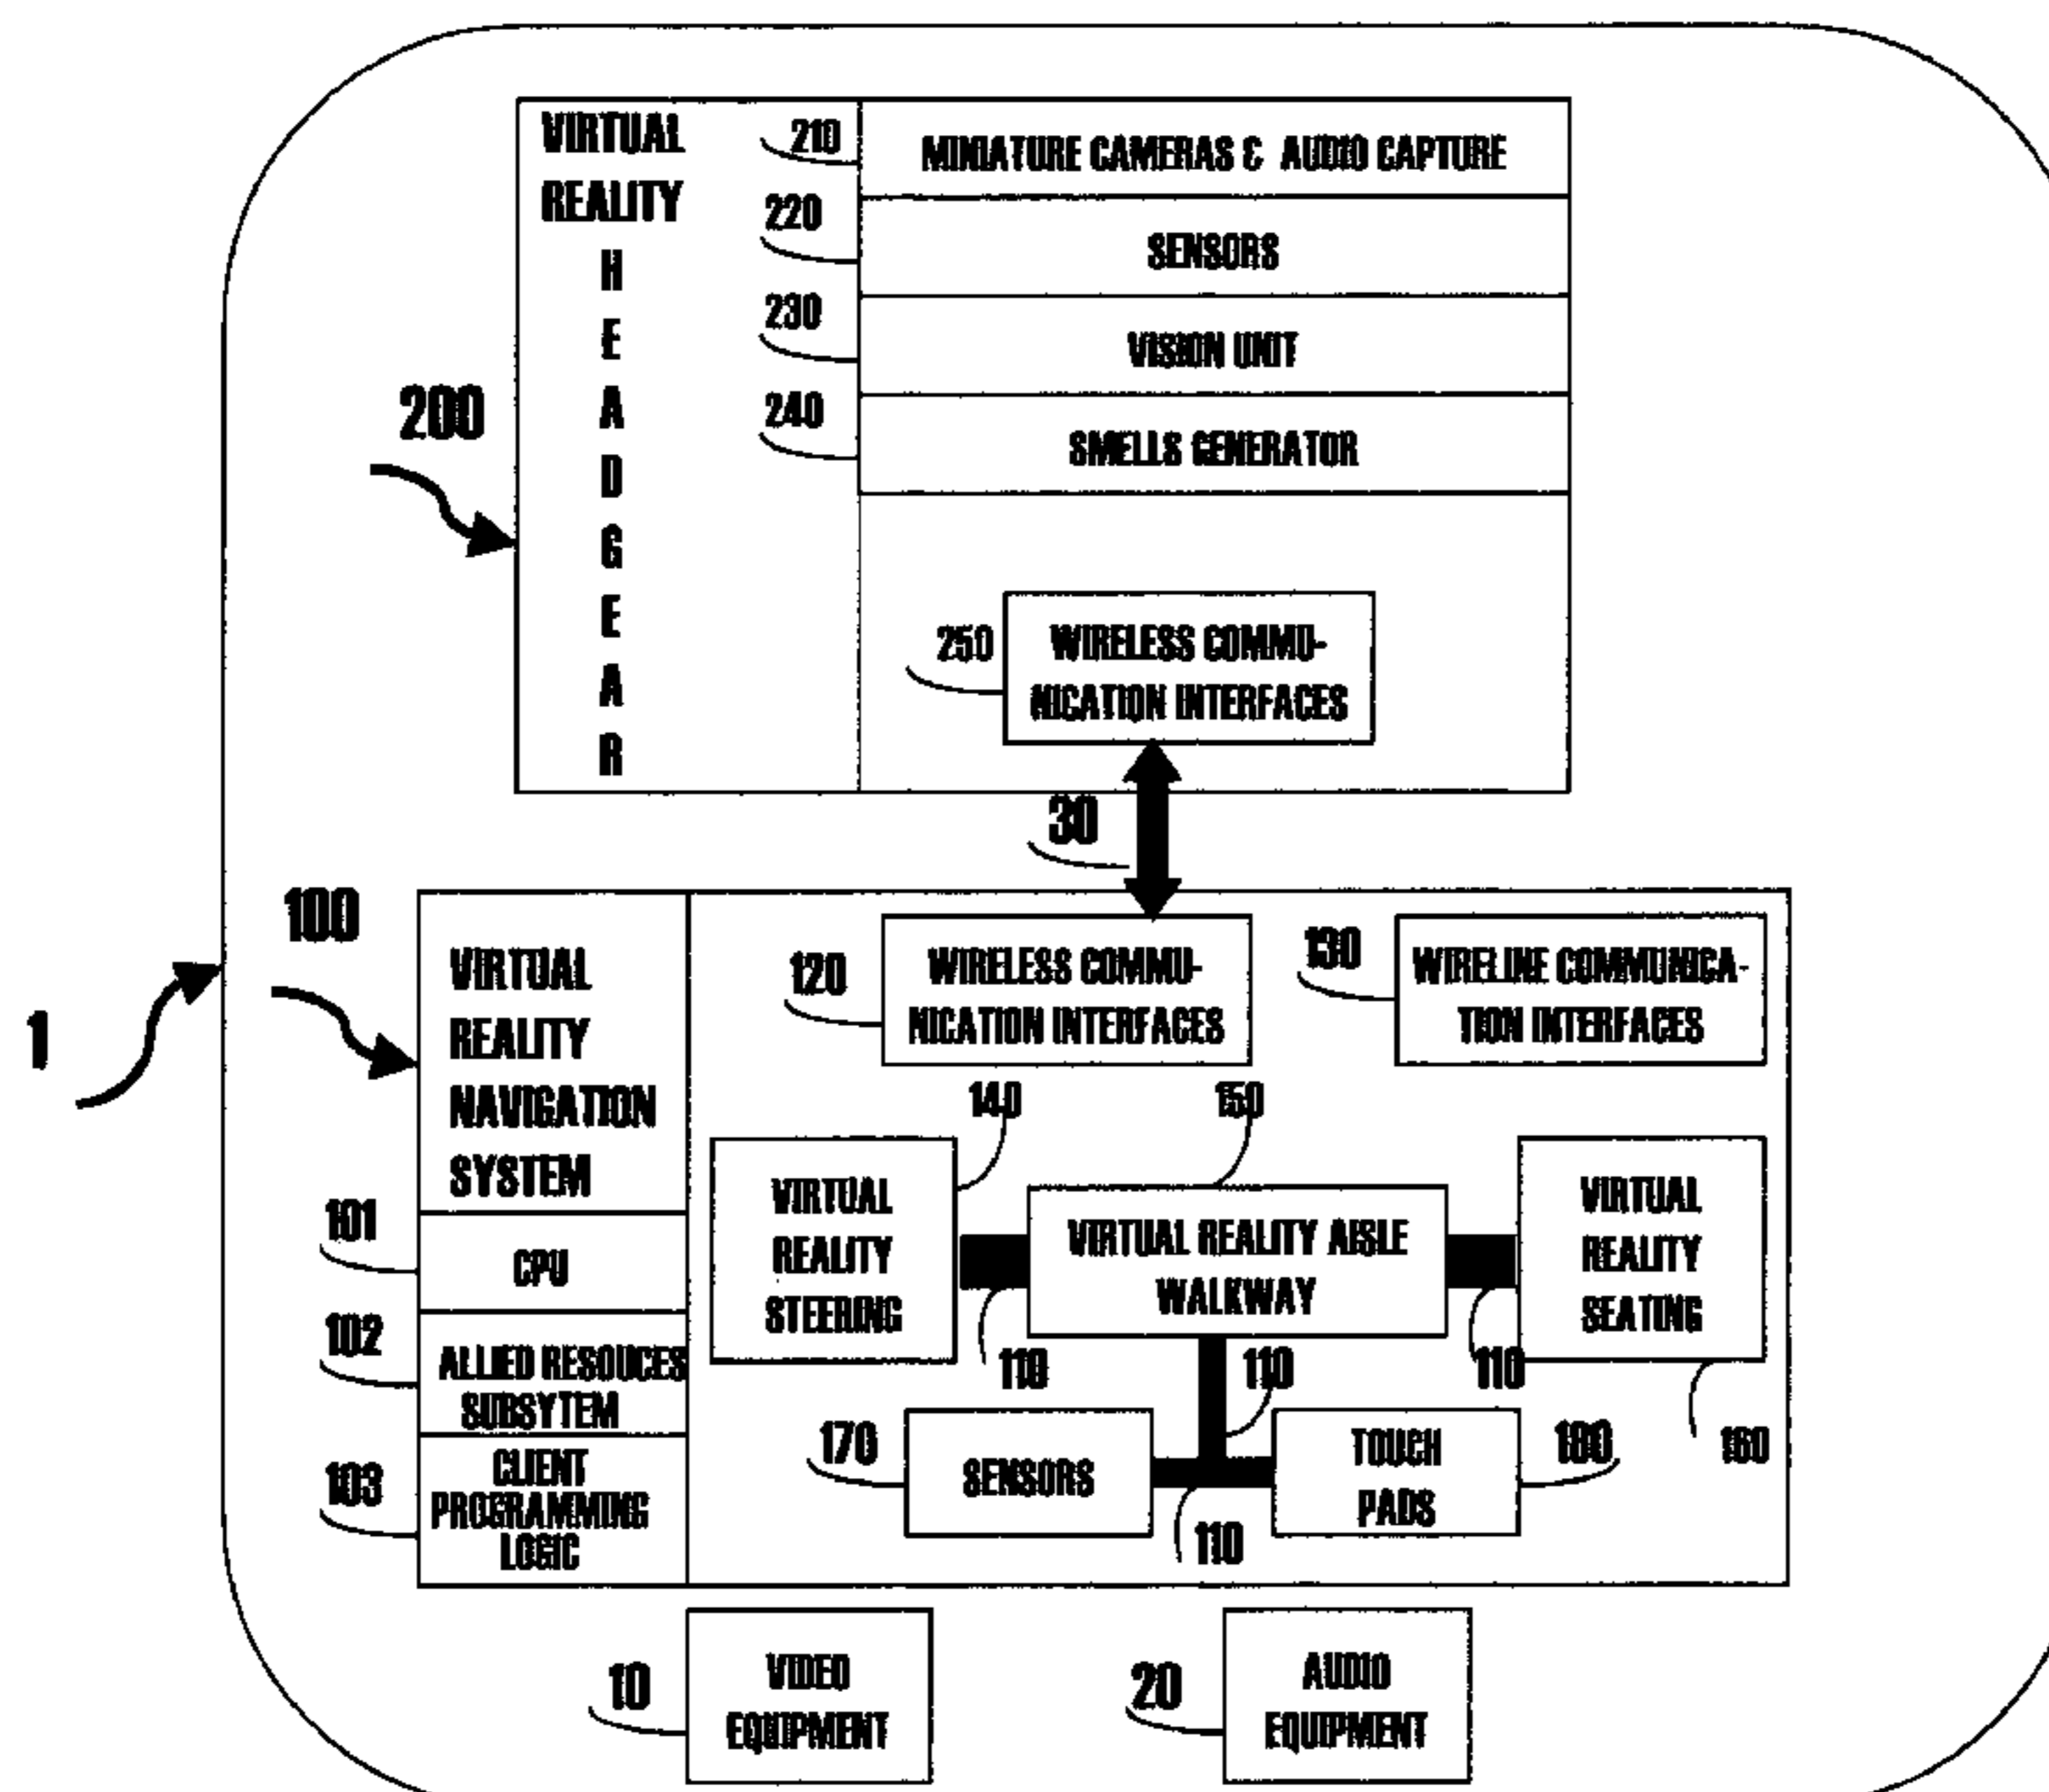 VIRTUAL
REALITY
H
E
A
D
G
E
A
R
200
210
MINIATURE CAMERAS & AUDIO CAPTURE
220
SENSORS
230
VISION UNIT
240
SMELLS GENERATOR
250
WIRELESS COMMU-
NICATION INTERFACES
30
1
100
VIRTUAL
REALITY
NAVIGATION
SYSTEM
101
CPU
102
ALLIED RESOUCES
SUBSYTEM
103
CLIENT
PROGRAMMING
LOGIC
120
WIRELESS COMMU-
NICATION INTERFACES
130
WIRELINE COMMUNICA-
TION INTERFACES
140
VIRTUAL
REALITY
STEERING
150
VIRTUAL REALITY AISLE
WALKWAY
VIRTUAL
REALITY
SEATING
160
110
110
110
170
SENSORS
110
TOUCH
PADS
180
10
VIDEO
EQUIPMENT
20
AUDIO
EQUIPMENT